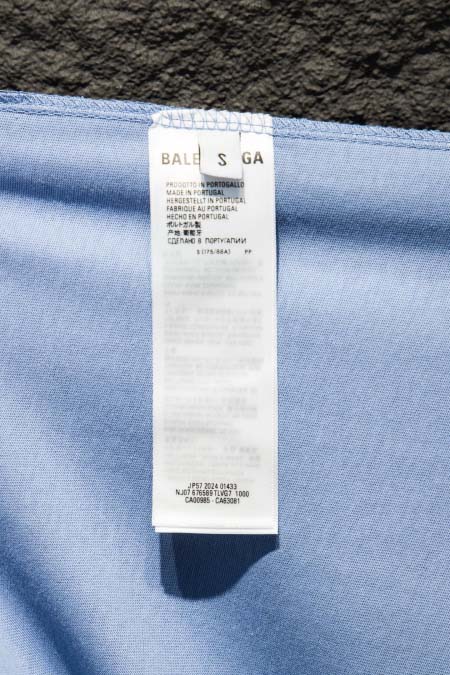 BALE S GA
PRODOTTO IN PORTOGALLO
MADE IN PORTUGAL
HERGESTELLT IN PORTUGAL
FABRIQUE AU PORTUGAL
HECHO EN PORTUGAL
ポルトガル製
产地:葡萄牙
СДЕЛАНО В ПОРТУГАЛИИ
S (175/88A) PP
JP57 2024 01433
NJ07 676589 TLVG7 1000
CA00985 - CA63081